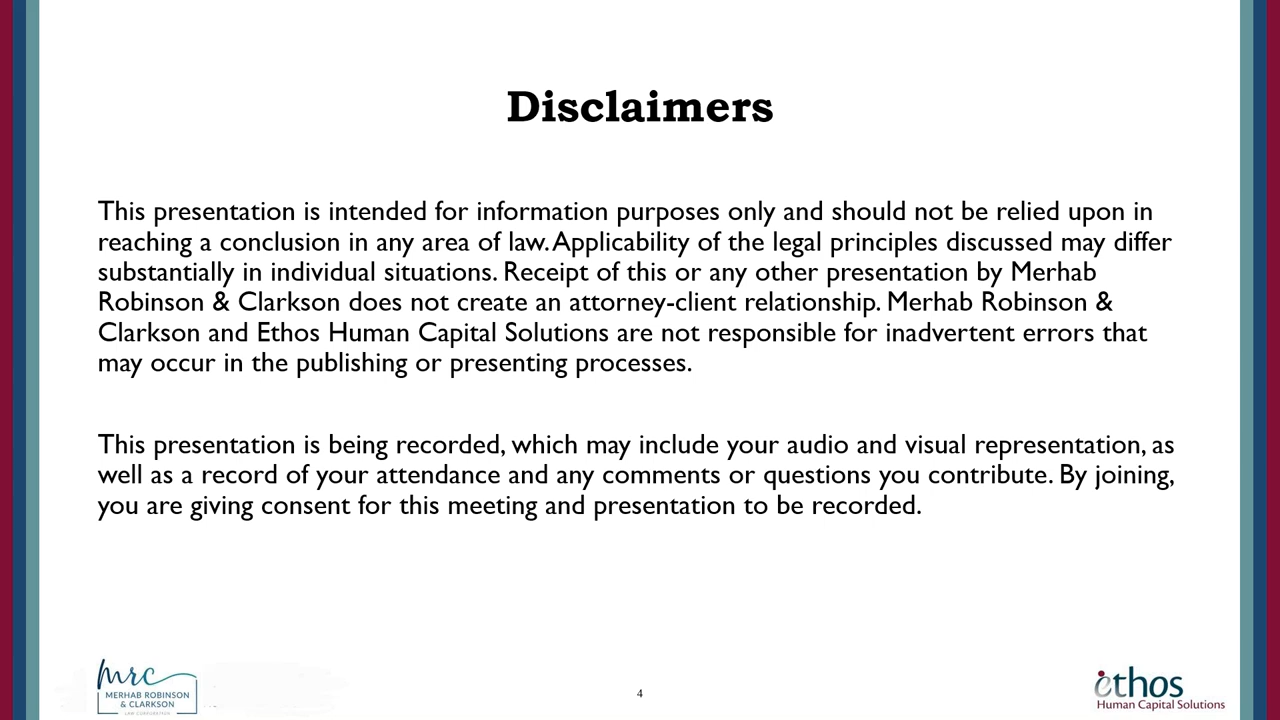 Disclaimers
This presentation is intended for information purposes only and should not be relied upon in
reaching a conclusion in any area of law. Applicability of the legal principles discussed may differ
substantially in individual situations. Receipt of this or any other presentation by Merhab
Robinson & Clarkson does not create an attorney-client relationship. Merhab Robinson &
Clarkson and Ethos Human Capital Solutions are not responsible for inadvertent errors that
may occur in the publishing or presenting processes.
This presentation is being recorded, which may include your audio and visual representation, as
well as a record of your attendance and any comments or questions you contribute. By joining,
you are giving consent for this meeting and presentation to be recorded.
mrc
MERHAB ROBINSON
& CLARKSON
LAW CORPORATION
4
ethos
Human Capital Solutions